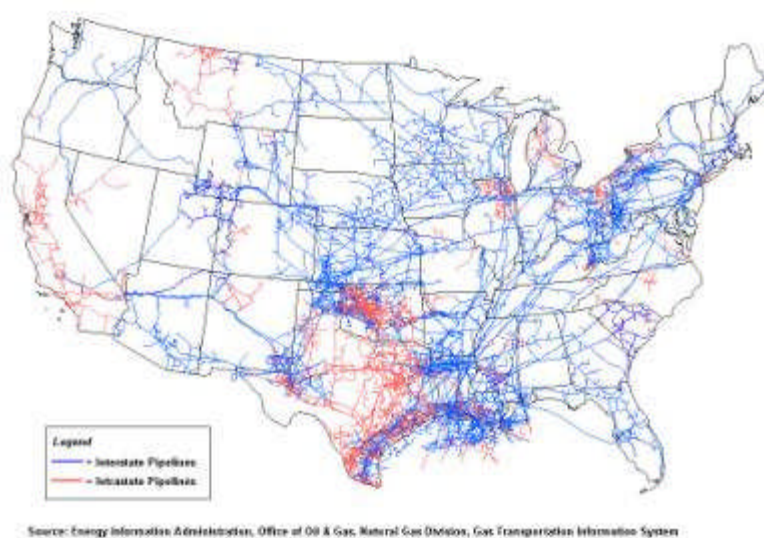 Legend
= Interstate Pipelines
= Intrastate Pipelines
Source: Energy Information Administration, Office of Oil & Gas, Natural Gas Division, Gas Transportation Information System